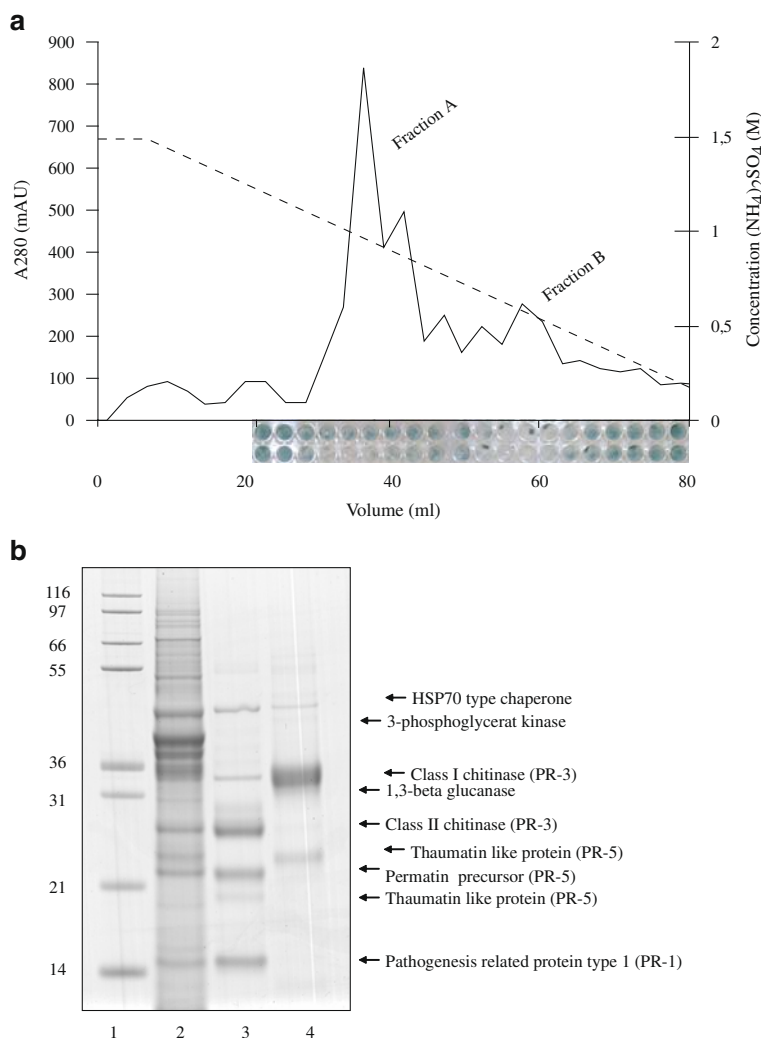 a
900
800
700
600
500
400
300
200
100
0
A280 (mAU)
2
1,5
1
0,5
0
Concentration (NH4)2SO4 (M)
Fraction A
Fraction B
0
20
40
60
80
Volume (ml)
b
116
97
66
55
36
31
21
14
HSP70 type chaperone
3-phosphoglycerat kinase
Class I chitinase (PR-3)
1,3-beta glucanase
Class II chitinase (PR-3)
Thaumatin like protein (PR-5)
Permatin precursor (PR-5)
Thaumatin like protein (PR-5)
Pathogenesis related protein type 1 (PR-1)
1 2 3 4